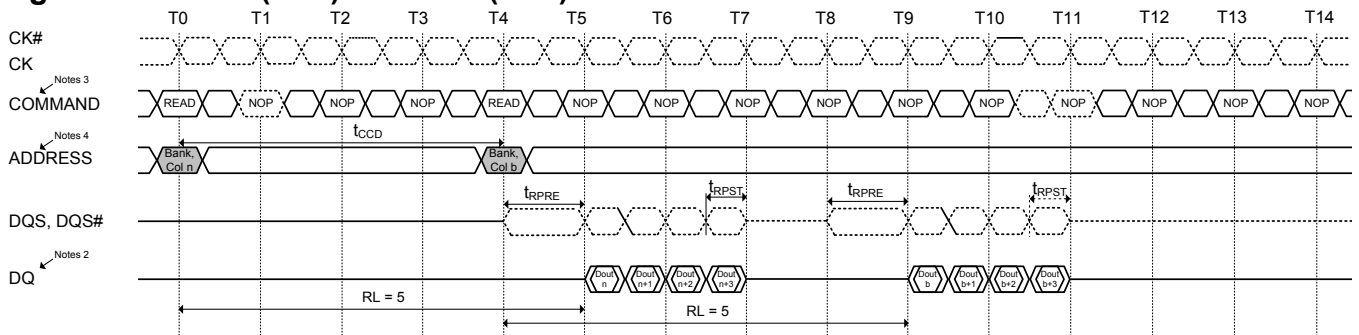 T0 T1 T2 T3 T4 T5 T6 T7 T8 T9 T10 T11 T12 T13 T14
CK#
CK
Notes 3
COMMAND READ NOP NOP NOP READ NOP NOP NOP NOP NOP NOP NOP NOP NOP NOP
tCCD
Notes 4
ADDRESS Bank, Col n Bank, Col b
tRPRE tRPST tRPRE tRPST
DQS, DQS#
Notes 2
DQ Dout n Dout n+1 Dout n+2 Dout n+3 Dout b Dout b+1 Dout b+2 Dout b+3
RL = 5
RL = 5